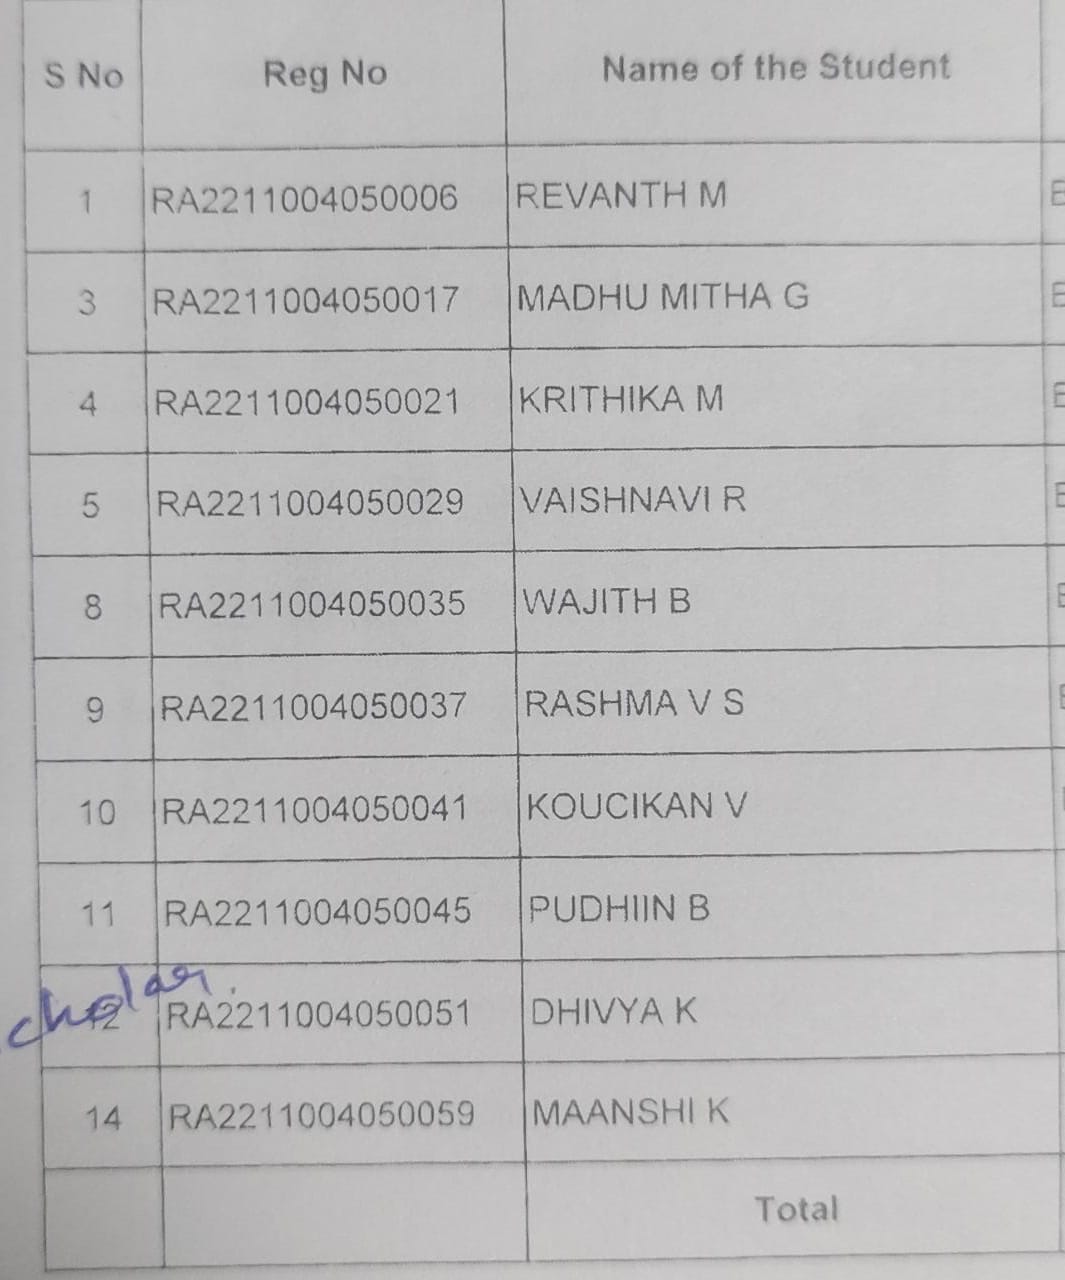 S No Reg No Name of the Student
1 RA2211004050006 REVANTH M
3 RA2211004050017 MADHU MITHA G
4 RA2211004050021 KRITHIKA M
5 RA2211004050029 VAISHNAVI R
8 RA2211004050035 WAJITH B
9 RA2211004050037 RASHMA V S
10 RA2211004050041 KOUCIKAN V
11 RA2211004050045 PUDHIIN B
cholar.
12 RA2211004050051 DHIVYA K
14 RA2211004050059 MAANSHI K
Total